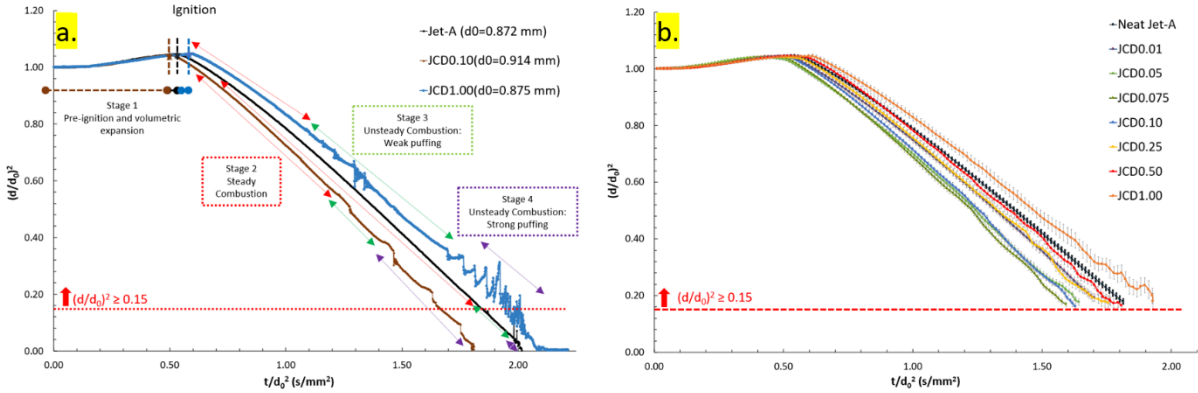 a.
Ignition
Jet-A (d0=0.872 mm)
JCD0.10(d0=0.914 mm)
JCD1.00(d0=0.875 mm)
Stage 1
Pre-ignition and volumetric
expansion
Stage 2
Steady
Combustion
Stage 3
Unsteady Combustion:
Weak puffing
Stage 4
Unsteady Combustion:
Strong puffing
(d/d₀)² ≥ 0.15
(d/d₀)²
1.20
1.00
0.80
0.60
0.40
0.20
0.00
0.00 0.50 1.00 1.50 2.00
t/d₀² (s/mm²)
b.
Neat Jet-A
JCD0.01
JCD0.05
JCD0.075
JCD0.10
JCD0.25
JCD0.50
JCD1.00
(d/d₀)² ≥ 0.15
(d/d₀)²
1.20
1.00
0.80
0.60
0.40
0.20
0.00
0.00 0.50 1.00 1.50 2.00
t/d₀² (s/mm²)